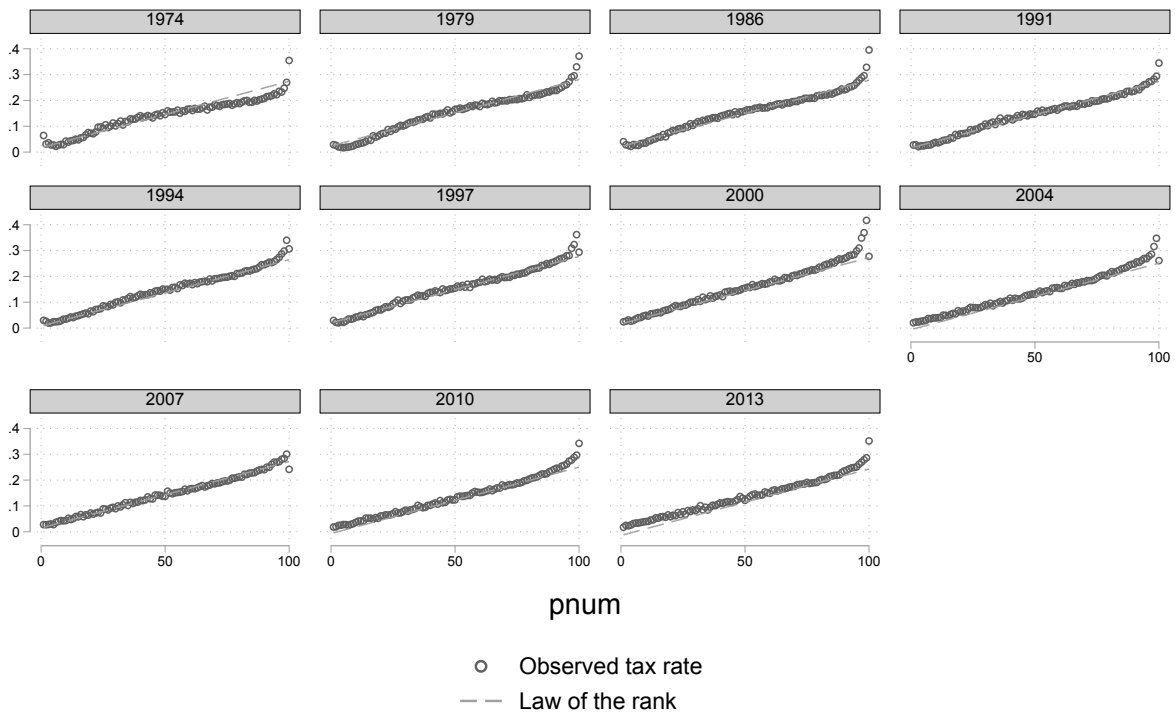 1974 1979 1986 1991
.4
.3
.2
.1
0
1994 1997 2000 2004
.4
.3
.2
.1
0
0 50 100
2007 2010 2013
.4
.3
.2
.1
0
0 50 100 0 50 100 0 50 100
pnum
Observed tax rate
Law of the rank